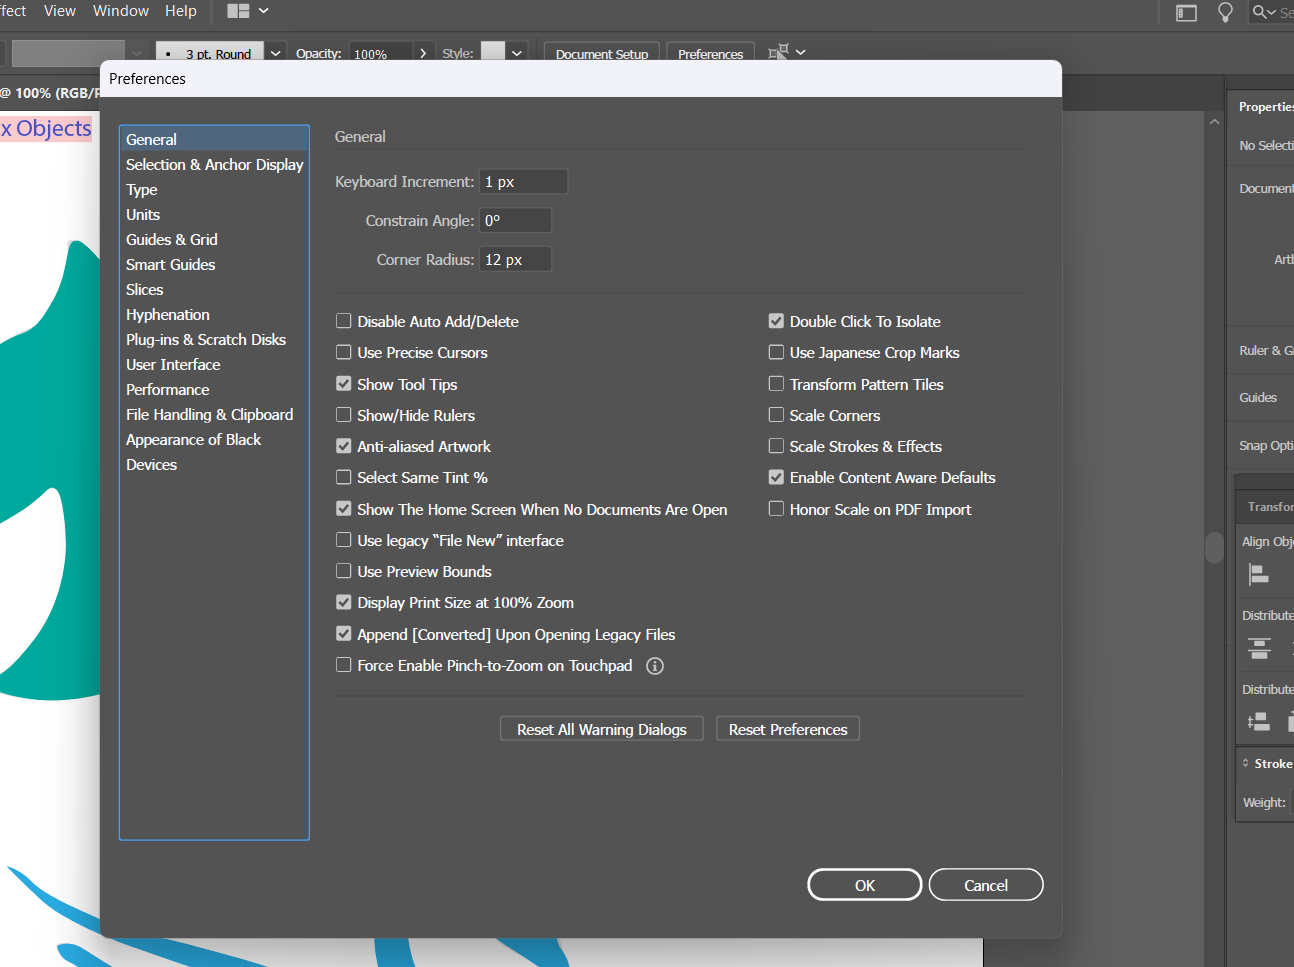 ffect View Window Help
3 pt. Round Opacity: 100% Style: Document Setup Preferences
Preferences
@ 100% (RGB/P
x Objects
General
Selection & Anchor Display
Type
Units
Guides & Grid
Smart Guides
Slices
Hyphenation
Plug-ins & Scratch Disks
User Interface
Performance
File Handling & Clipboard
Appearance of Black
Devices
General
Keyboard Increment: 1 px
Constrain Angle: 0°
Corner Radius: 12 px
Disable Auto Add/Delete
Use Precise Cursors
Show Tool Tips
Show/Hide Rulers
Anti-aliased Artwork
Select Same Tint %
Show The Home Screen When No Documents Are Open
Use legacy “File New” interface
Use Preview Bounds
Display Print Size at 100% Zoom
Append [Converted] Upon Opening Legacy Files
Force Enable Pinch-to-Zoom on Touchpad
Double Click To Isolate
Use Japanese Crop Marks
Transform Pattern Tiles
Scale Corners
Scale Strokes & Effects
Enable Content Aware Defaults
Honor Scale on PDF Import
Reset All Warning Dialogs Reset Preferences
OK Cancel
Se
Properties
No Selecti
Document
Artb
Ruler & G
Guides
Snap Opti
Transfor
Align Obj
Distribute
Distribute
Stroke
Weight: